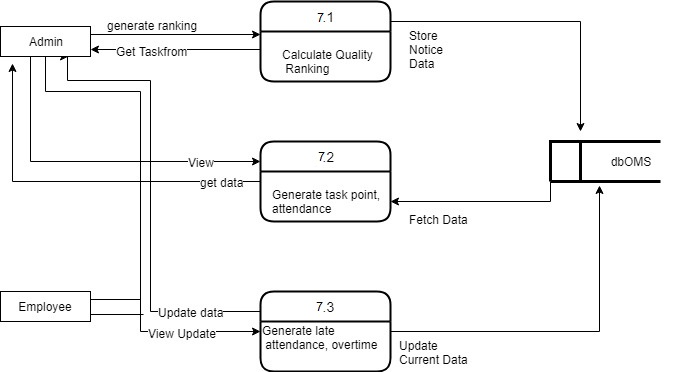 generate ranking
7.1
Admin
Get Taskfrom
Calculate Quality
Ranking
Store
Notice
Data
7.2
View
dbOMS
get data
Generate task point,
attendance
Fetch Data
7.3
Employee
Update data
View Update
Generate late
attendance, overtime
Update
Current Data